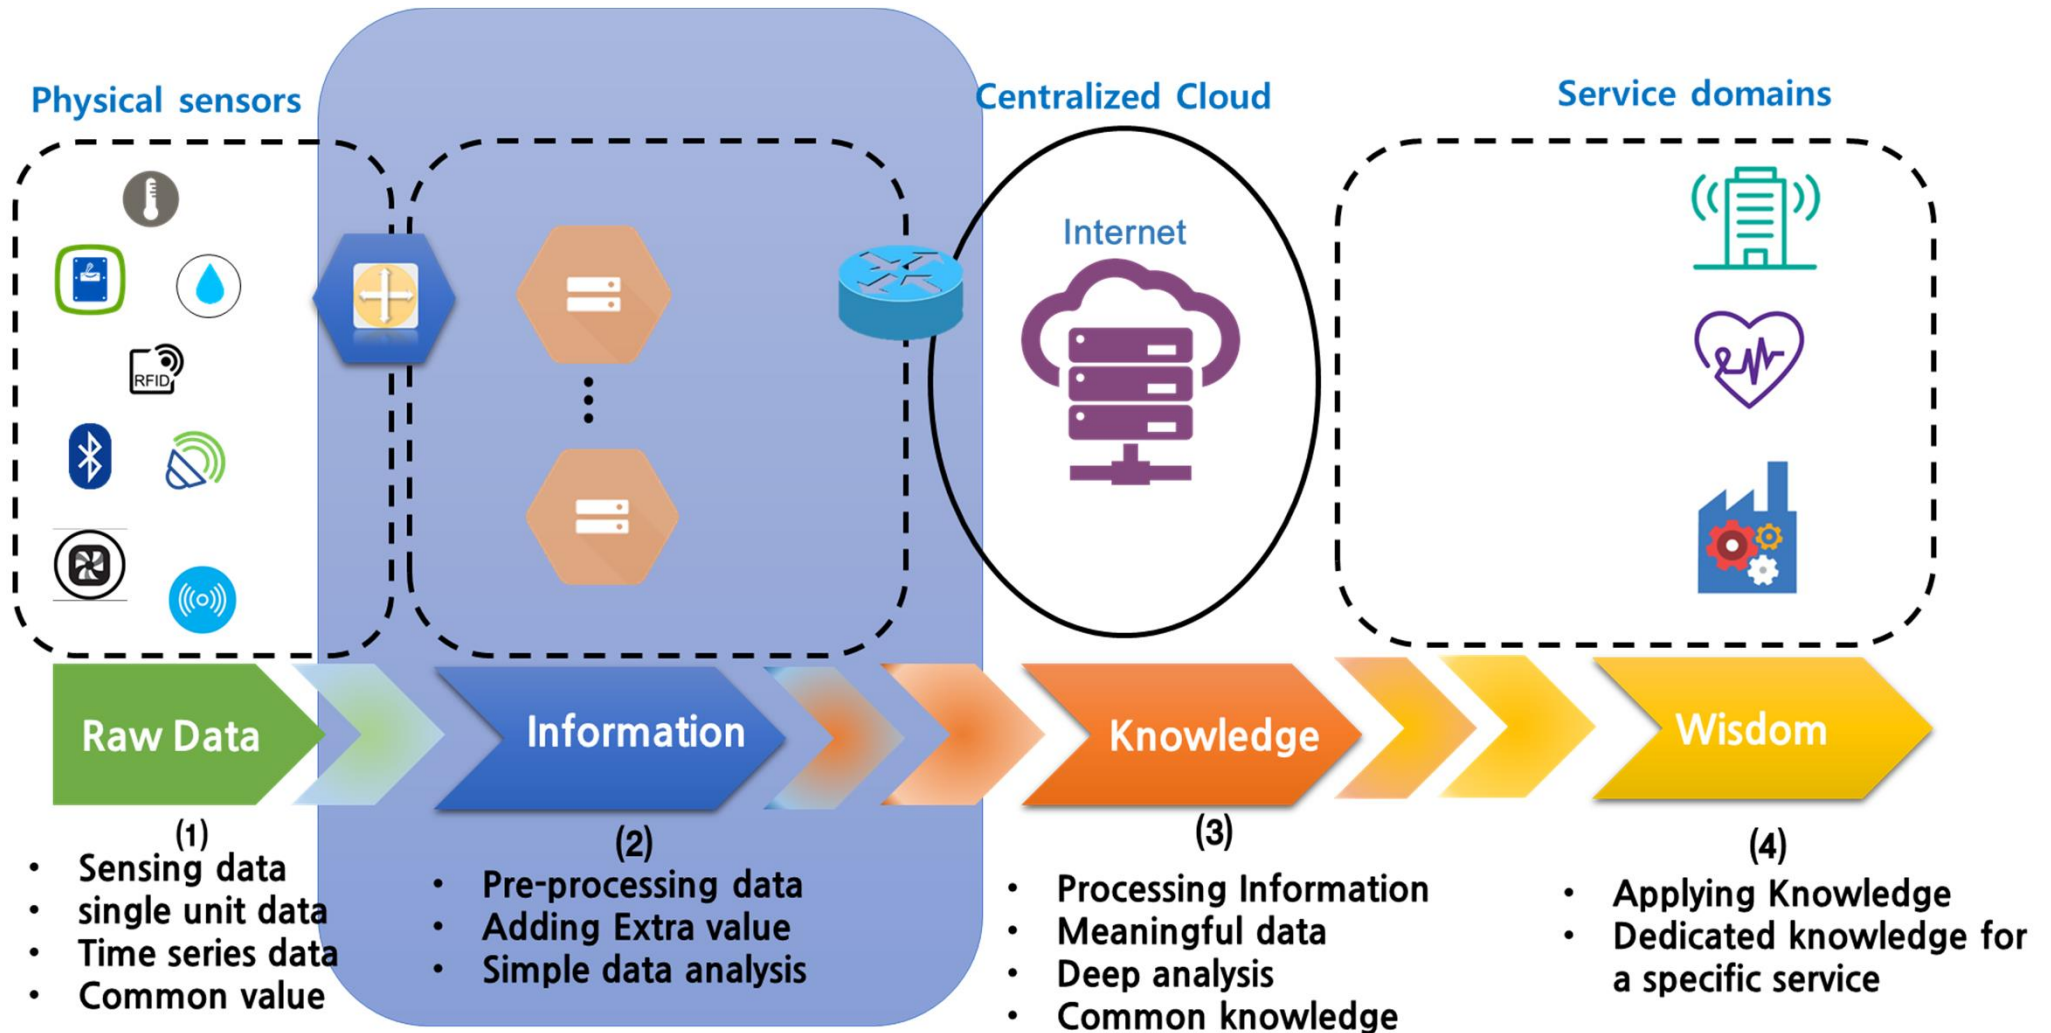 Physical sensors
Centralized Cloud
Service domains
Internet
RFID
Raw Data
Information
Knowledge
Wisdom
(1)
• Sensing data
• single unit data
• Time series data
• Common value
(2)
• Pre-processing data
• Adding Extra value
• Simple data analysis
(3)
• Processing Information
• Meaningful data
• Deep analysis
• Common knowledge
(4)
• Applying Knowledge
• Dedicated knowledge for
a specific service